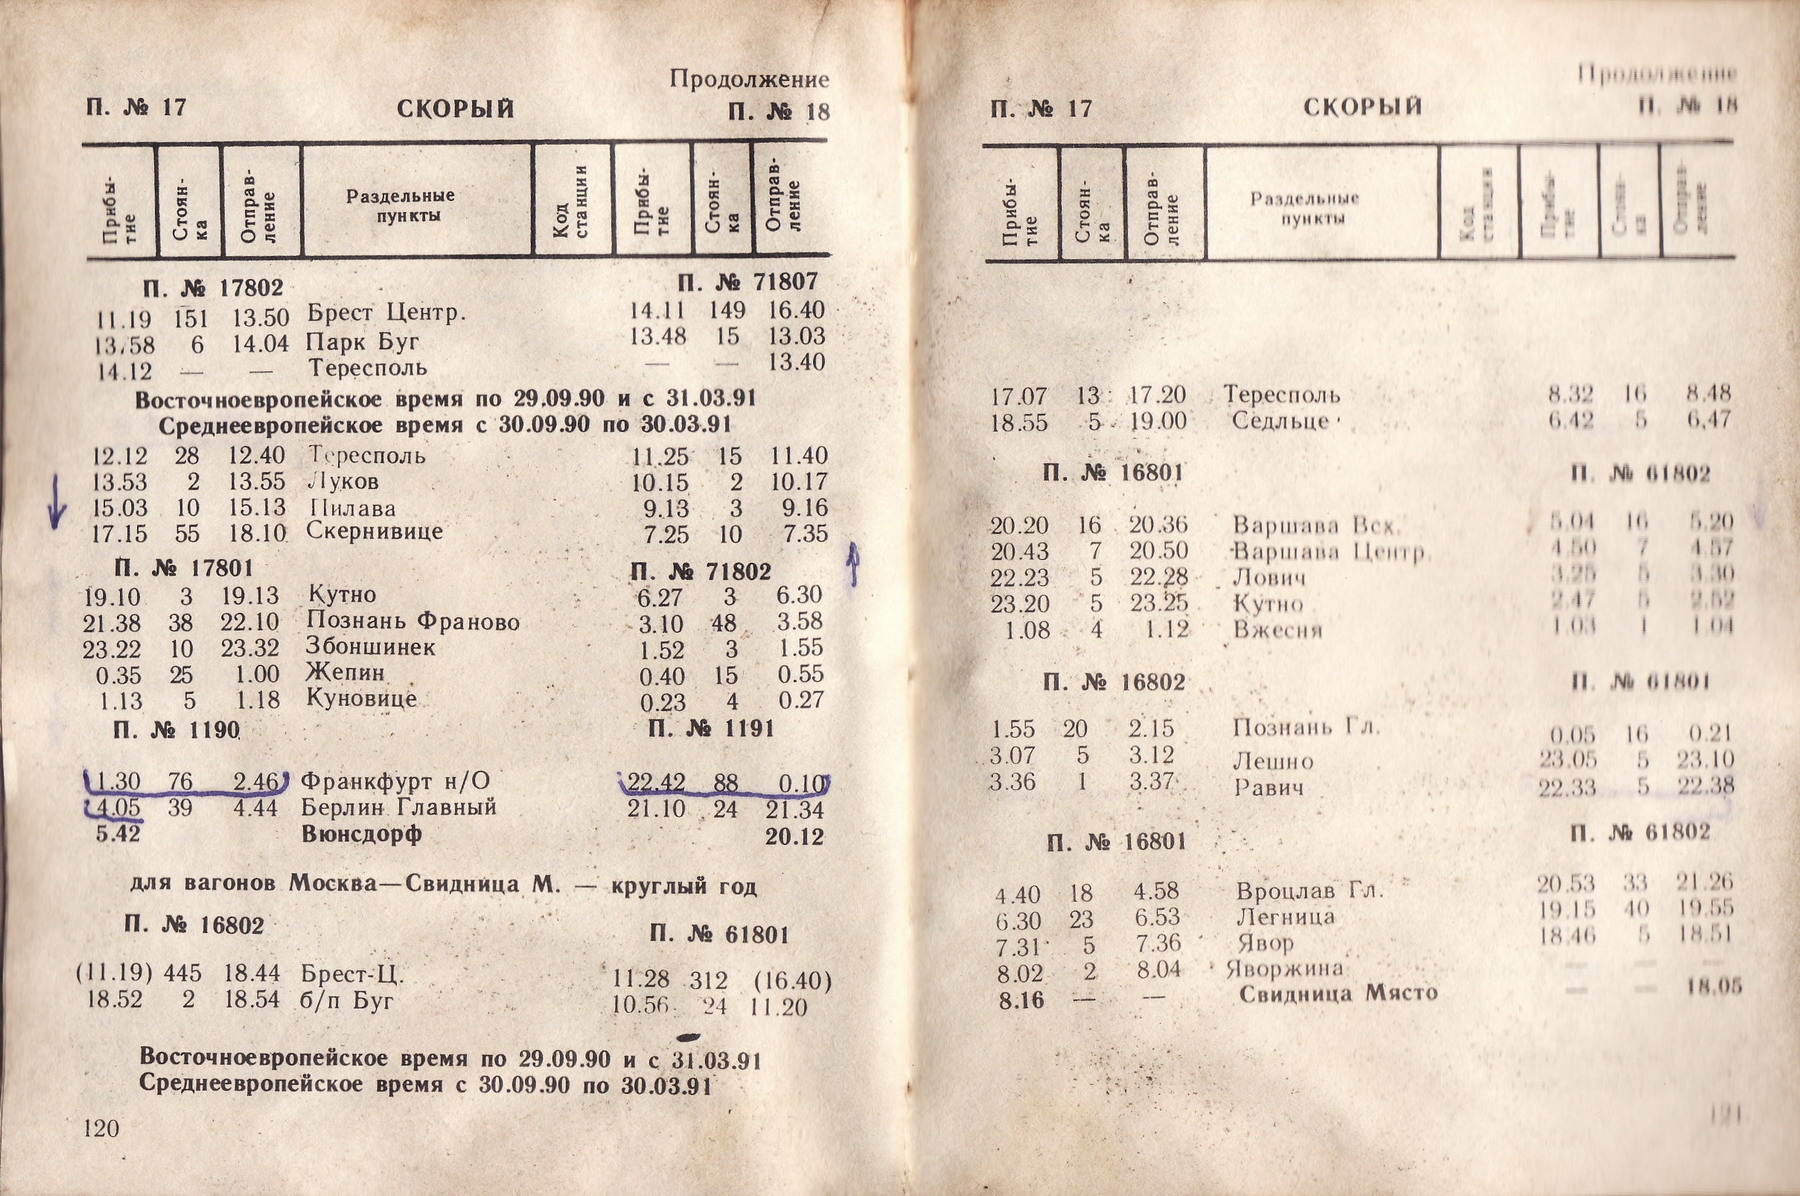 Продолжение
П. № 17 СКОРЫЙ П. № 18
Прибы-тие Стоян-ка Отправ-ление Раздельные пункты Код станции Прибы-тие Стоян-ка Отправ-ление
П. № 17802 П. № 71807
11.19 151 13.50 Брест Центр. 14.11 149 16.40
13.58 6 14.04 Парк Буг 13.48 15 13.03
14.12 — — Тересполь — — 13.40
Восточноевропейское время по 29.09.90 и с 31.03.91
Среднеевропейское время с 30.09.90 по 30.03.91
12.12 28 12.40 Тересполь 11.25 15 11.40
13.53 2 13.55 Луков 10.15 2 10.17
15.03 10 15.13 Пилава 9.13 3 9.16
17.15 55 18.10 Скернивице 7.25 10 7.35
П. № 17801 П. № 71802
19.10 3 19.13 Кутно 6.27 3 6.30
21.38 38 22.10 Познань Франово 3.10 48 3.58
23.22 10 23.32 Збоншинек 1.52 3 1.55
0.35 25 1.00 Жепин 0.40 15 0.55
1.13 5 1.18 Куновице 0.23 4 0.27
П. № 1190 П. № 1191
1.30 76 2.46 Франкфурт н/О 22.42 88 0.10
4.05 39 4.44 Берлин Главный 21.10 24 21.34
5.42 Вюнсдорф 20.12
для вагонов Москва—Свидница М. — круглый год
П. № 16802 П. № 61801
(11.19) 445 18.44 Брест-Ц. 11.28 312 (16.40)
18.52 2 18.54 б/п Буг 10.56 24 11.20
Восточноевропейское время по 29.09.90 и с 31.03.91
Среднеевропейское время с 30.09.90 по 30.03.91
120
Продолжение
П. № 17 СКОРЫЙ П. № 18
Прибы-тие Стоян-ка Отправ-ление Раздельные пункты Код станции Прибы-тие Стоян-ка Отправ-ление
17.07 13 17.20 Тересполь 8.32 16 8.48
18.55 5 19.00 Седльце 6.42 5 6.47
П. № 16801 П. № 61802
20.20 16 20.36 Варшава Всх. 5.04 16 5.20
20.43 7 20.50 Варшава Центр. 4.50 7 4.57
22.23 5 22.28 Лович 3.25 5 3.30
23.20 5 23.25 Кутно 2.47 5 2.52
1.08 4 1.12 Вжесня 1.03 1 1.04
П. № 16802 П. № 61801
1.55 20 2.15 Познань Гл. 0.05 16 0.21
3.07 5 3.12 Лешно 23.05 5 23.10
3.36 1 3.37 Равич 22.33 5 22.38
П. № 16801 П. № 61802
4.40 18 4.58 Вроцлав Гл. 20.53 33 21.26
6.30 23 6.53 Легница 19.15 40 19.55
7.31 5 7.36 Явор 18.46 5 18.51
8.02 2 8.04 Яворжина — — —
8.16 — — Свидница Място — — 18.05
121